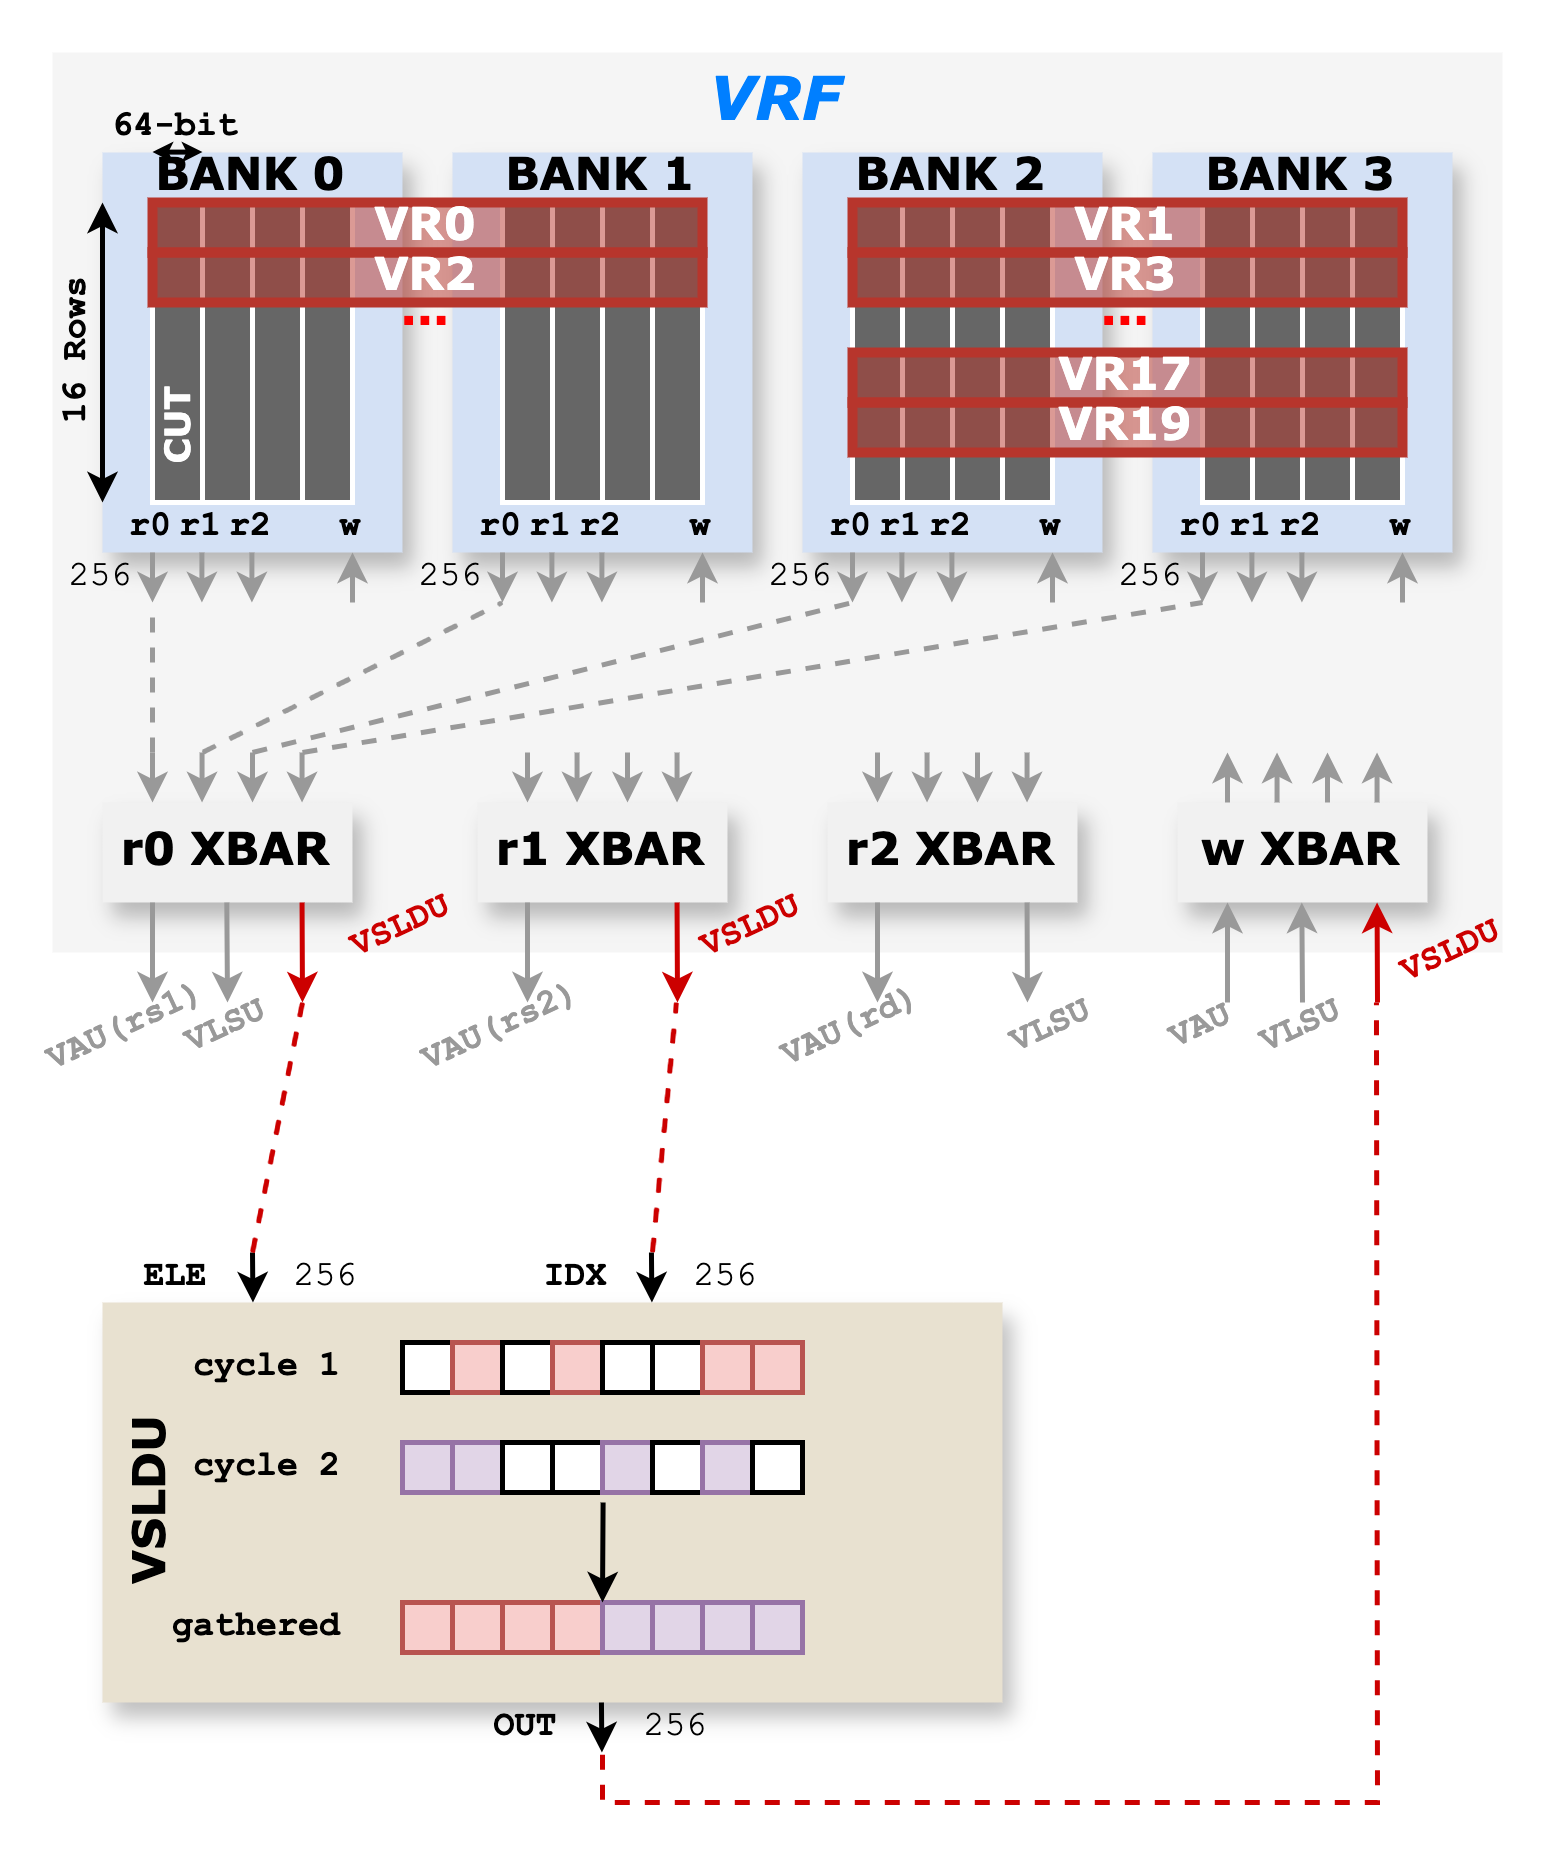 VRF
64-bit
BANK 0
BANK 1
BANK 2
BANK 3
VR0
VR1
VR2
VR3
...
...
16 Rows
CUT
VR17
VR19
r0 r1 r2 w
r0 r1 r2 w
r0 r1 r2 w
r0 r1 r2 w
256
256
256
256
r0 XBAR
r1 XBAR
r2 XBAR
w XBAR
VSLDU
VSLDU
VSLDU
VAU(rs1)
VLSU
VAU(rs2)
VAU(rd)
VLSU
VAU
VLSU
ELE 256
IDX 256
VSLDU
cycle 1
cycle 2
gathered
OUT 256